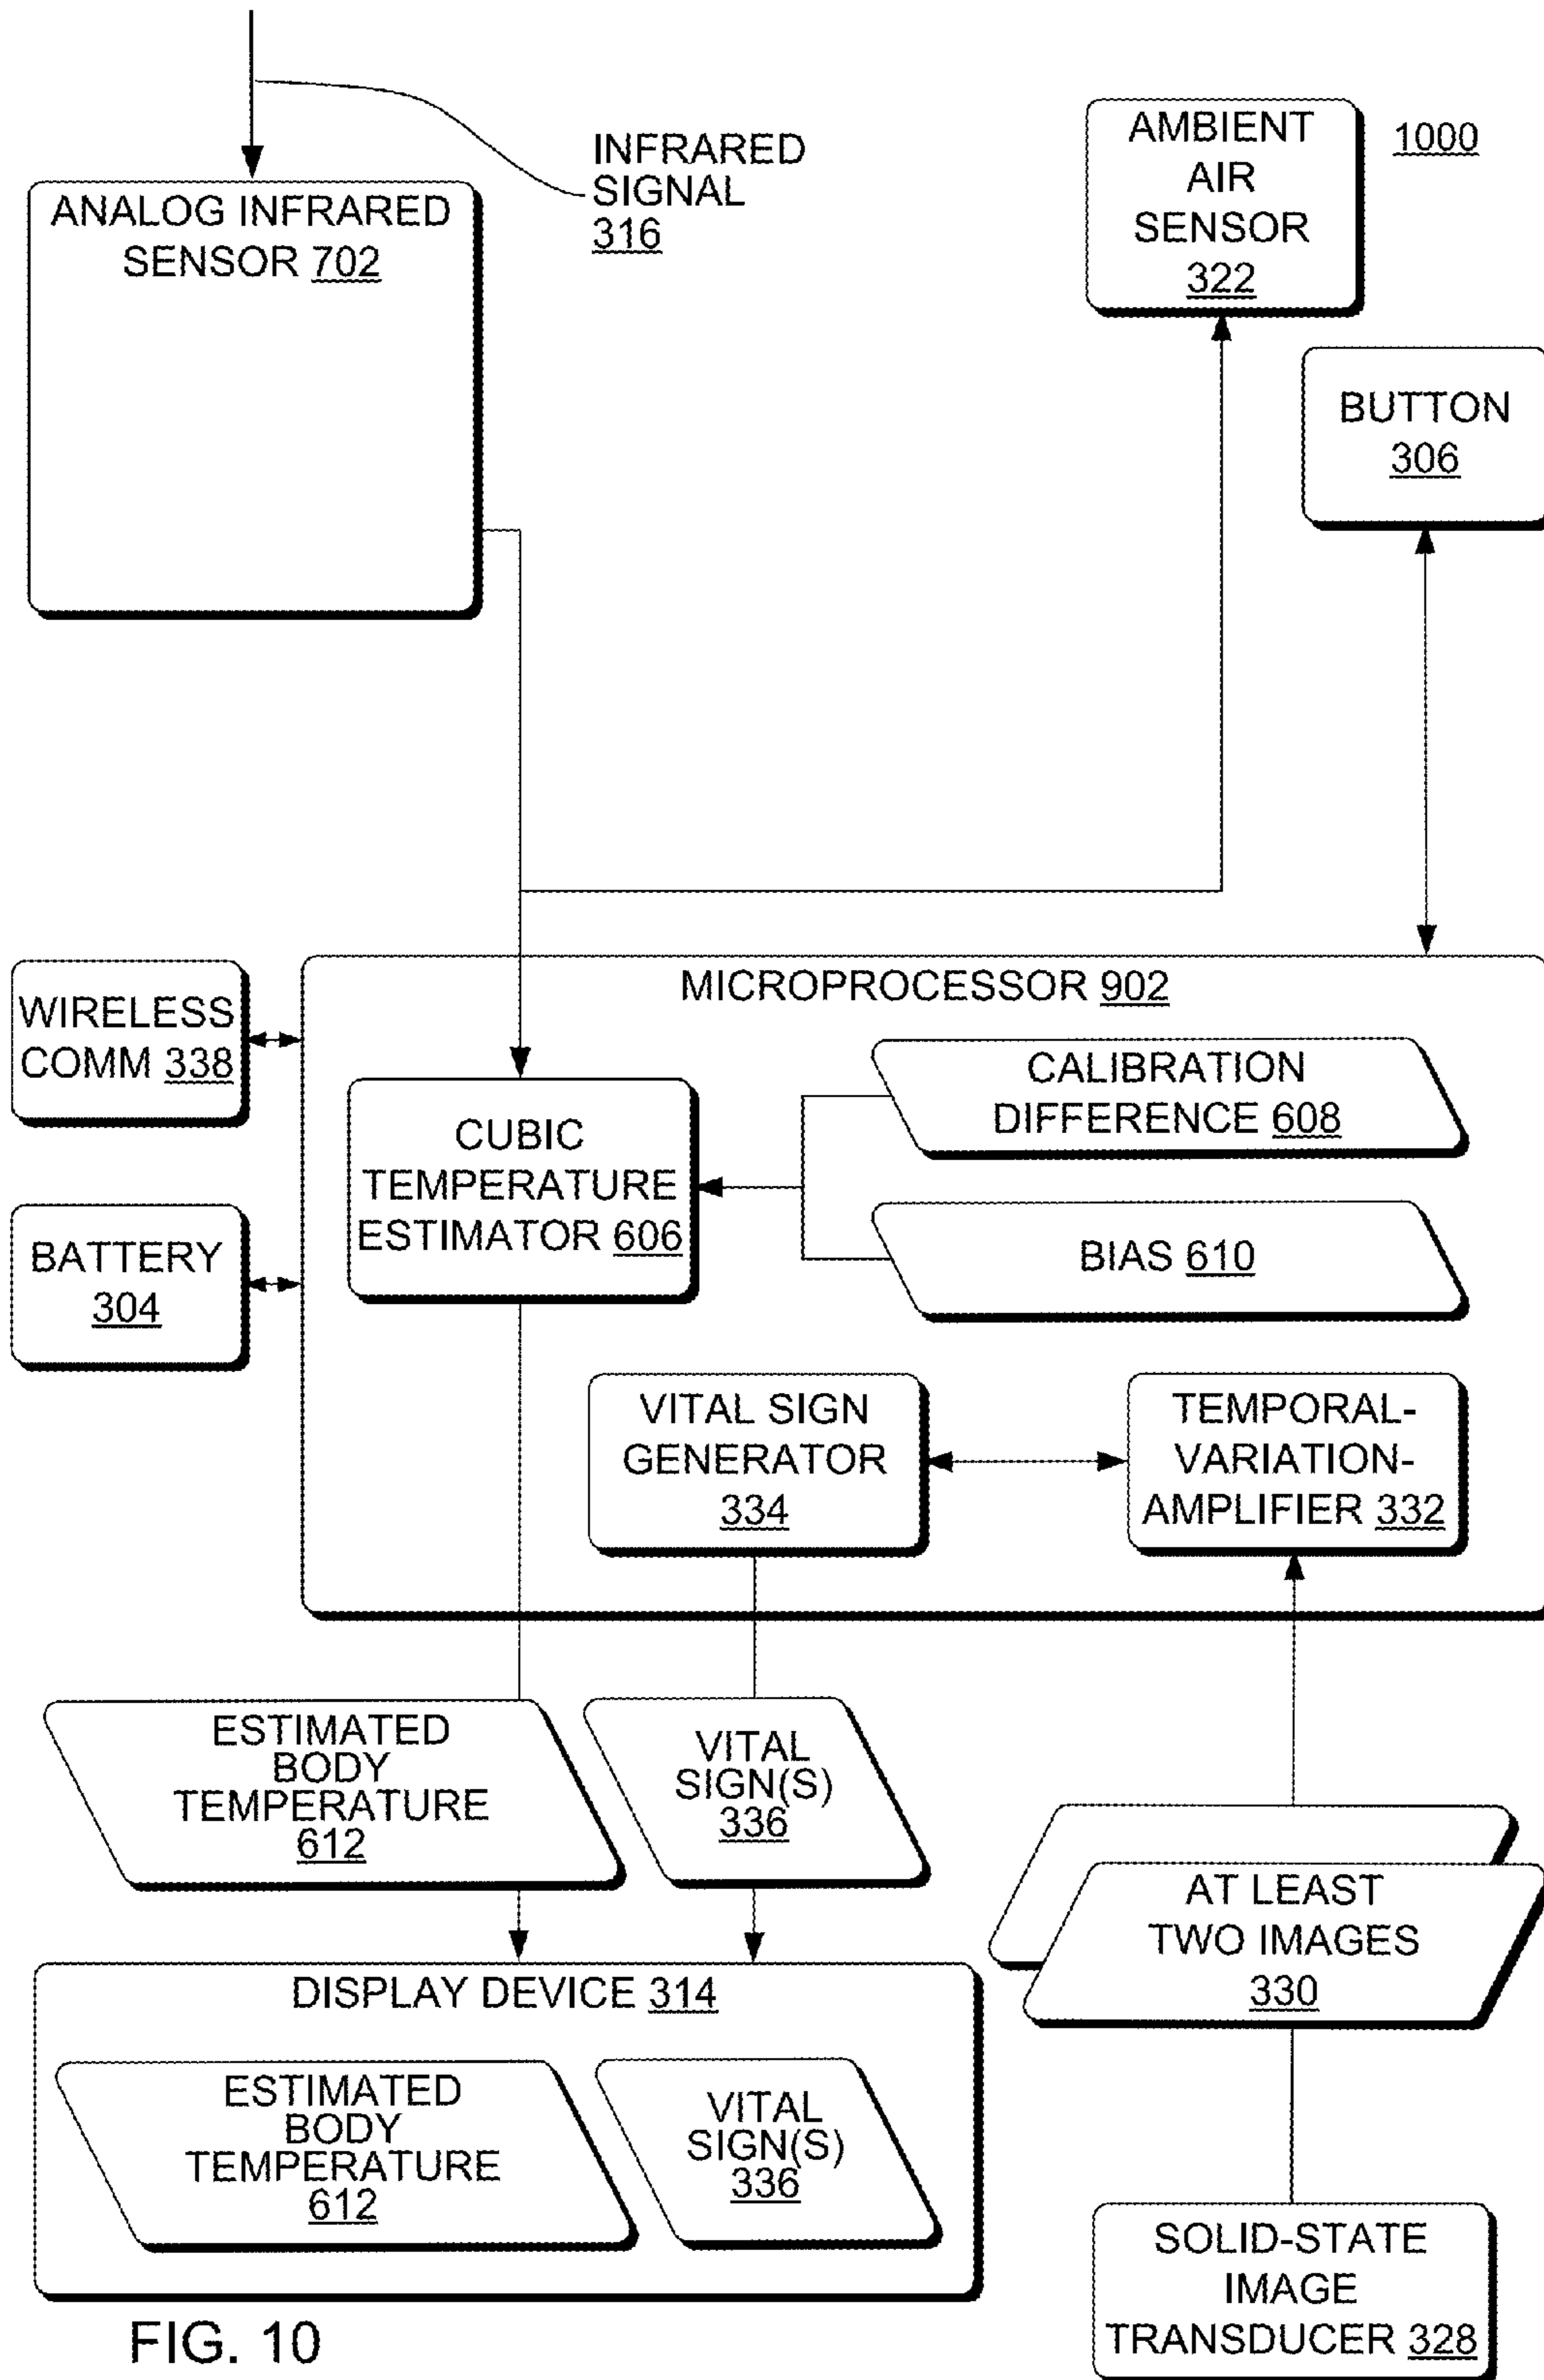 INFRARED
SIGNAL
316
ANALOG INFRARED
SENSOR 702
AMBIENT
AIR
SENSOR
322
1000
BUTTON
306
MICROPROCESSOR 902
WIRELESS
COMM 338
CUBIC
TEMPERATURE
ESTIMATOR 606
CALIBRATION
DIFFERENCE 608
BIAS 610
BATTERY
304
VITAL SIGN
GENERATOR
334
TEMPORAL-
VARIATION-
AMPLIFIER 332
ESTIMATED
BODY
TEMPERATURE
612
VITAL
SIGN(S)
336
AT LEAST
TWO IMAGES
330
DISPLAY DEVICE 314
ESTIMATED
BODY
TEMPERATURE
612
VITAL
SIGN(S)
336
SOLID-STATE
IMAGE
TRANSDUCER 328
FIG. 10